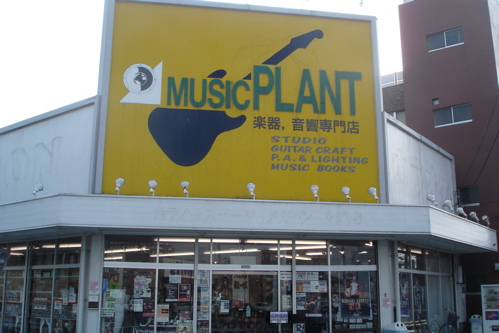 MUSIC PLANT
楽器, 音響専門店
STUDIO
GUITAR CRAFT
P.A. & LIGHTING
MUSIC BOOKS